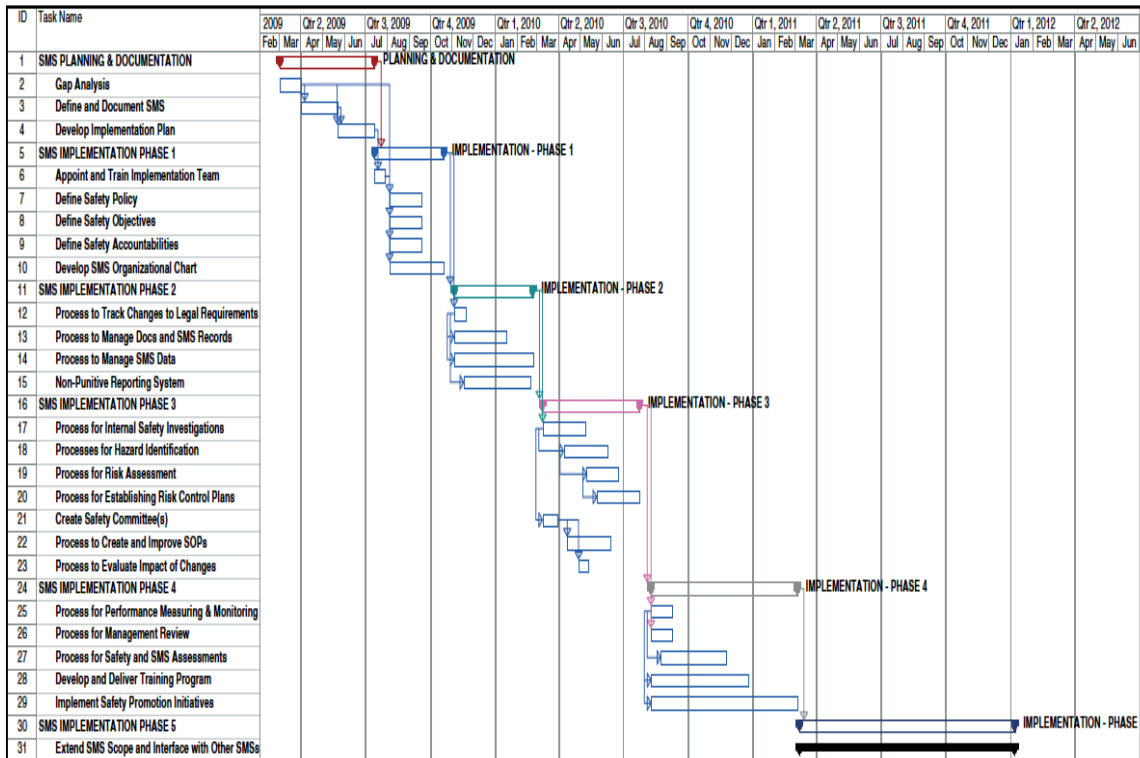 ID Task Name 2009 Qtr 2, 2009 Qtr 3, 2009 Qtr 4, 2009 Qtr 1, 2010 Qtr 2, 2010 Qtr 3, 2010 Qtr 4, 2010 Qtr 1, 2011 Qtr 2, 2011 Qtr 3, 2011 Qtr 4, 2011 Qtr 1, 2012 Qtr 2, 2012
Feb Mar Apr May Jun Jul Aug Sep Oct Nov Dec Jan Feb Mar Apr May Jun Jul Aug Sep Oct Nov Dec Jan Feb Mar Apr May Jun Jul Aug Sep Oct Nov Dec Jan Feb Mar Apr May Jun
1 SMS PLANNING & DOCUMENTATION PLANNING & DOCUMENTATION
2 Gap Analysis
3 Define and Document SMS
4 Develop Implementation Plan
5 SMS IMPLEMENTATION PHASE 1 IMPLEMENTATION - PHASE 1
6 Appoint and Train Implementation Team
7 Define Safety Policy
8 Define Safety Objectives
9 Define Safety Accountabilities
10 Develop SMS Organizational Chart
11 SMS IMPLEMENTATION PHASE 2 IMPLEMENTATION - PHASE 2
12 Process to Track Changes to Legal Requirements
13 Process to Manage Docs and SMS Records
14 Process to Manage SMS Data
15 Non-Punitive Reporting System
16 SMS IMPLEMENTATION PHASE 3 IMPLEMENTATION - PHASE 3
17 Process for Internal Safety Investigations
18 Processes for Hazard Identification
19 Process for Risk Assessment
20 Process for Establishing Risk Control Plans
21 Create Safety Committee(s)
22 Process to Create and Improve SOPs
23 Process to Evaluate Impact of Changes
24 SMS IMPLEMENTATION PHASE 4 IMPLEMENTATION - PHASE 4
25 Process for Performance Measuring & Monitoring
26 Process for Management Review
27 Process for Safety and SMS Assessments
28 Develop and Deliver Training Program
29 Implement Safety Promotion Initiatives
30 SMS IMPLEMENTATION PHASE 5 IMPLEMENTATION - PHASE
31 Extend SMS Scope and Interface with Other SMSs